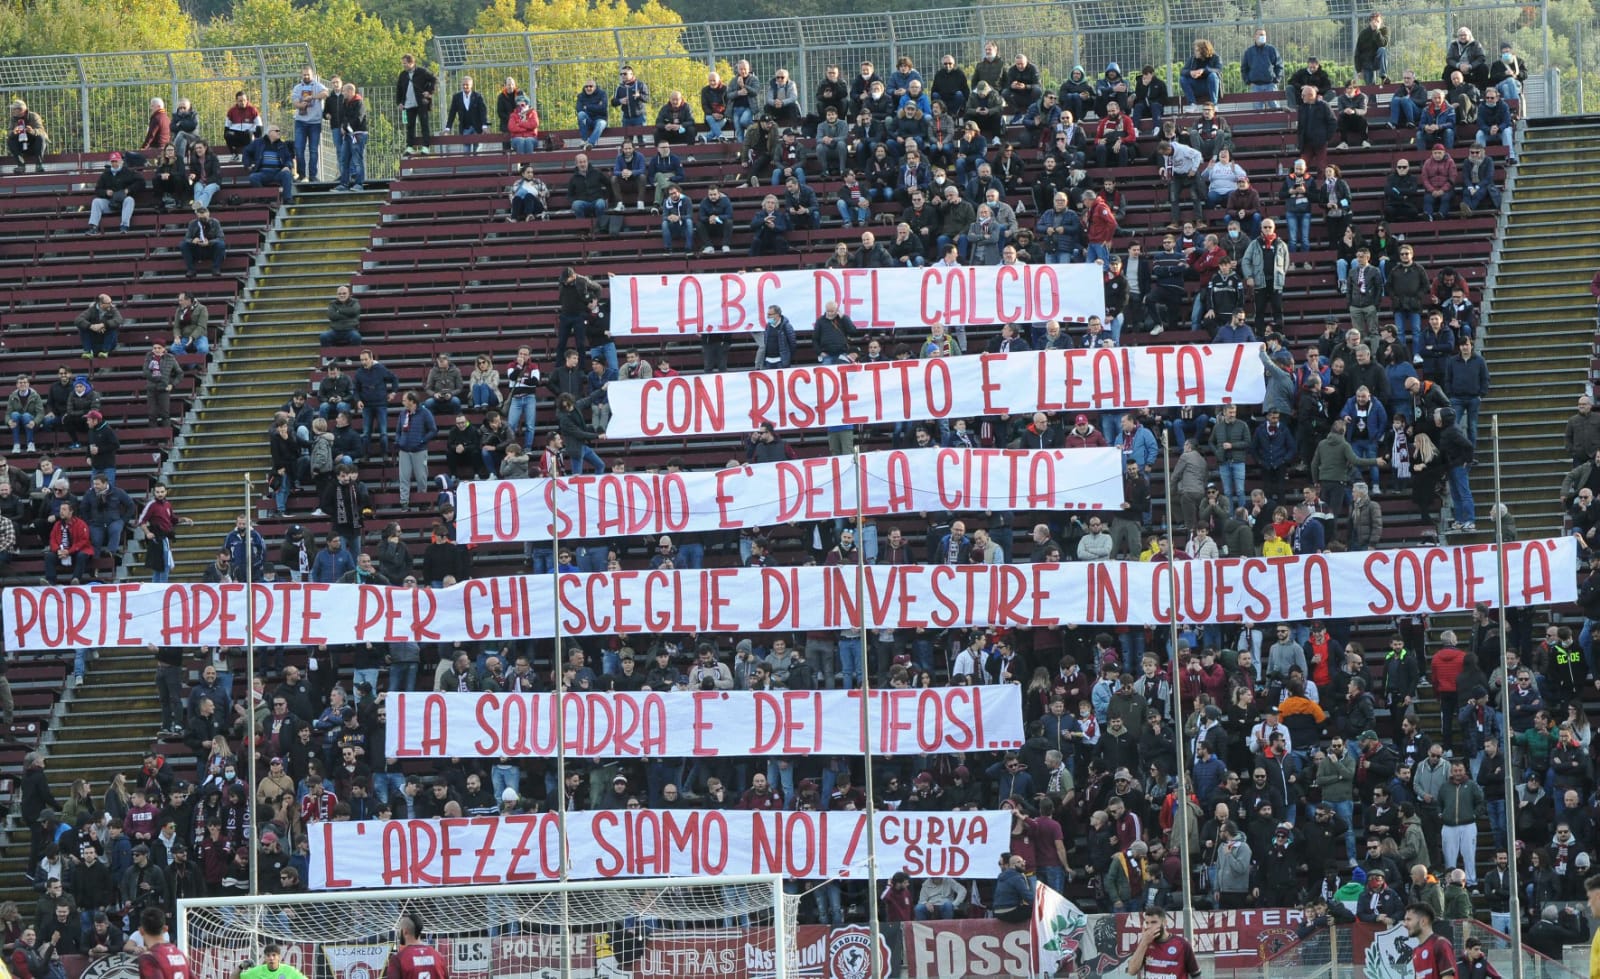 L'A.B.C DEL CALCIO...
CON RISPETTO E LEALTA'!
LO STADIO E' DELLA CITTA'...
PORTE APERTE PER CHI SCEGLIE DI INVESTIRE IN QUESTA SOCIETA'
LA SQUADRA E' DEI TIFOSI...
L'AREZZO SIAMO NOI!
CURVA
SUD
U.S. AREZZO
U.S.
POLVERE
ULTRAS
CASTIGLION
FOSS